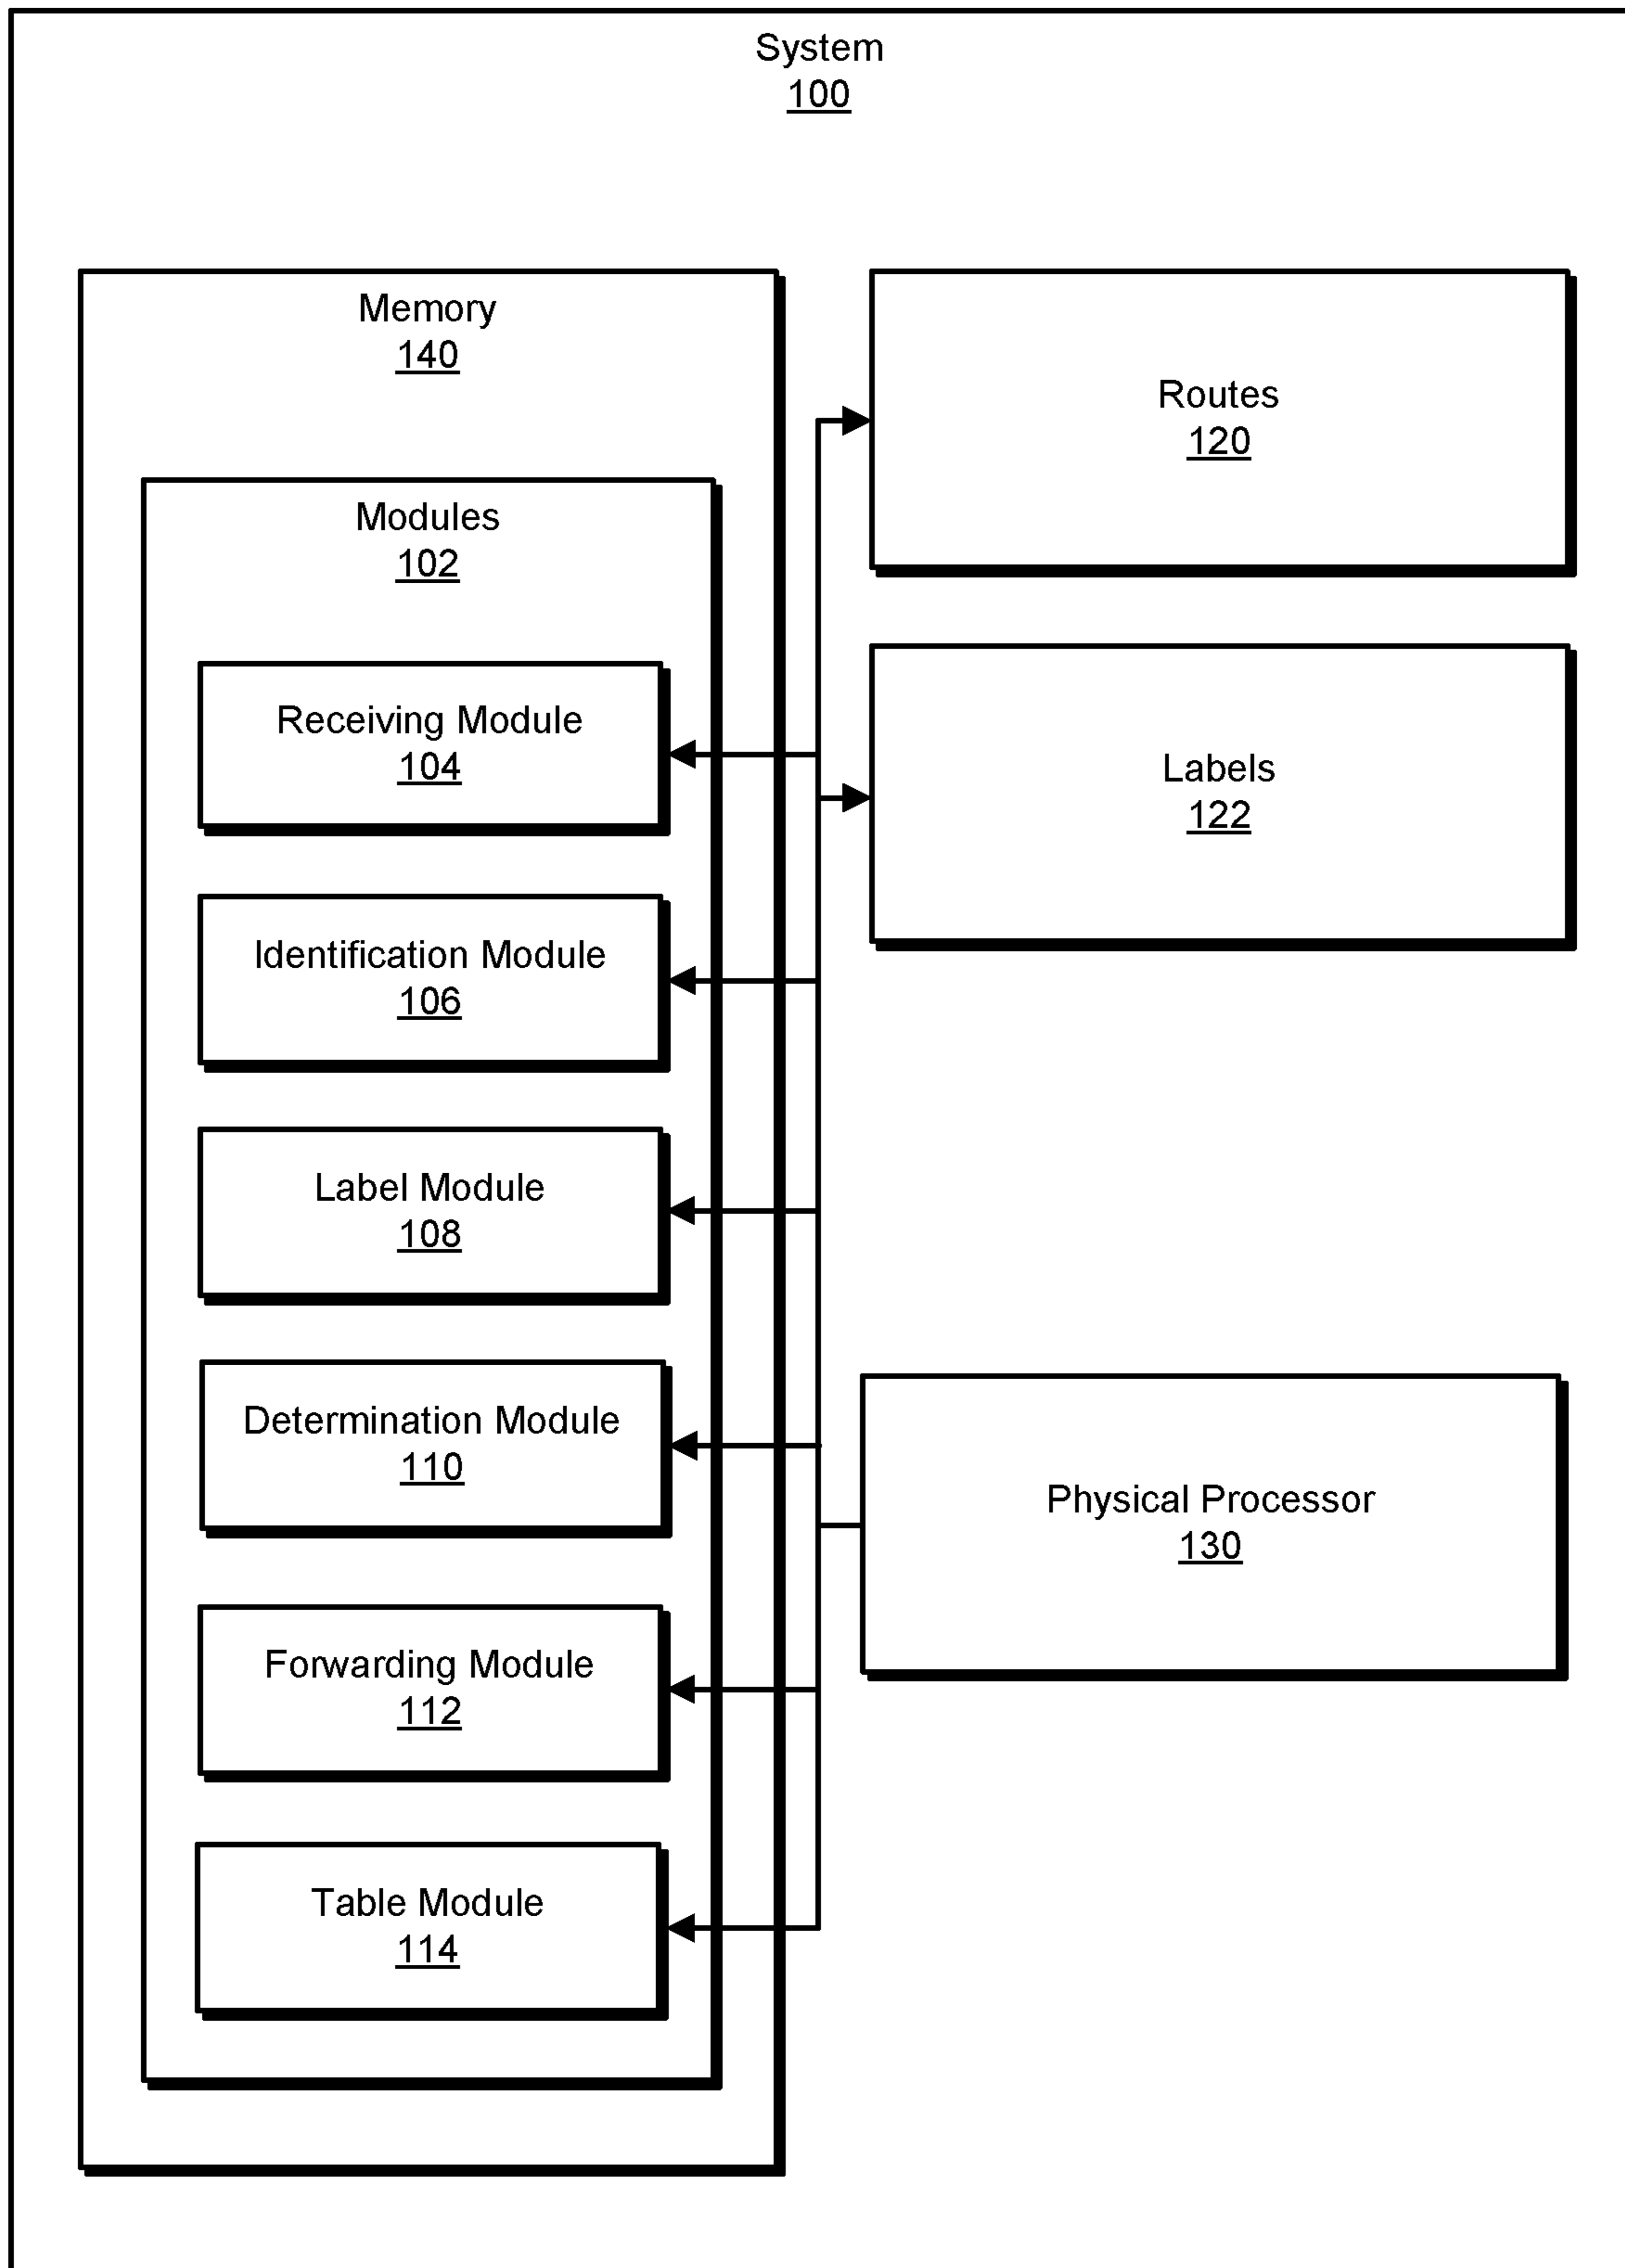 System
100
Memory
140
Modules
102
Receiving Module
104
Identification Module
106
Label Module
108
Determination Module
110
Forwarding Module
112
Table Module
114
Routes
120
Labels
122
Physical Processor
130